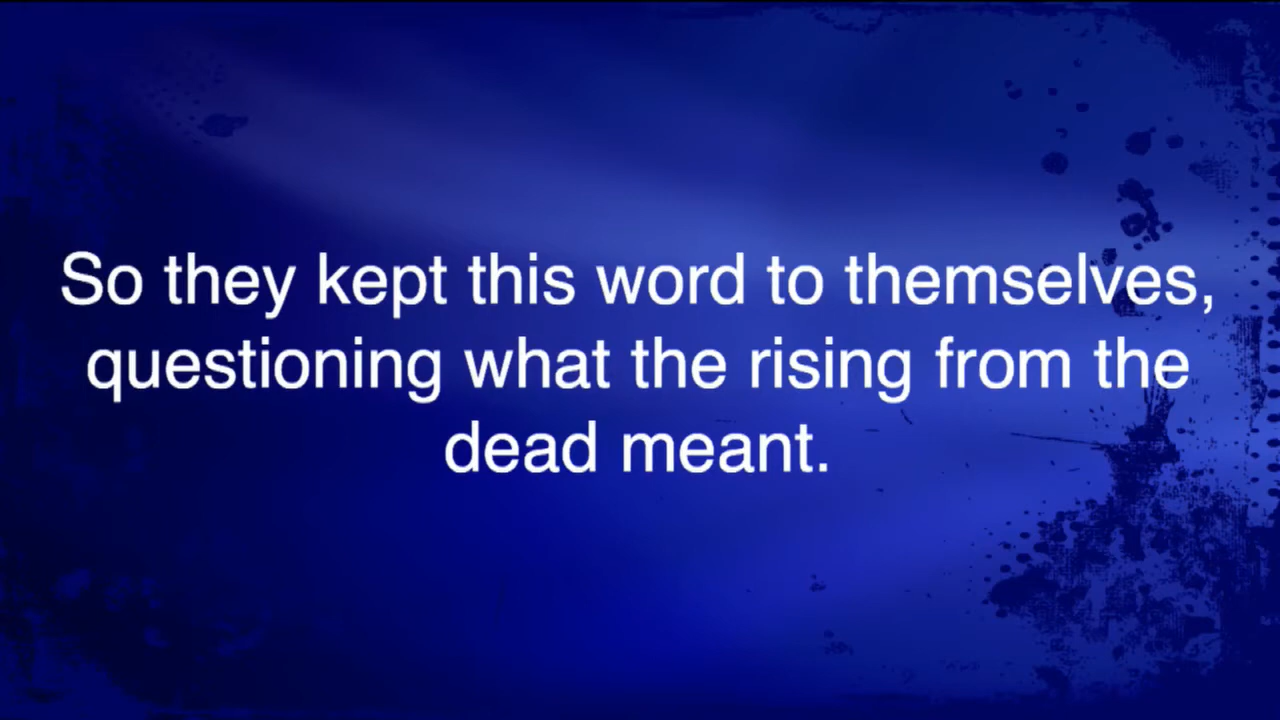 So they kept this word to themselves,
questioning what the rising from the
dead meant.